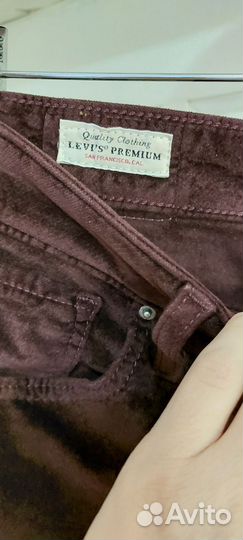 Quality Clothing
LEVI'S® PREMIUM
SAN FRANCISCO, CAL.
Avito